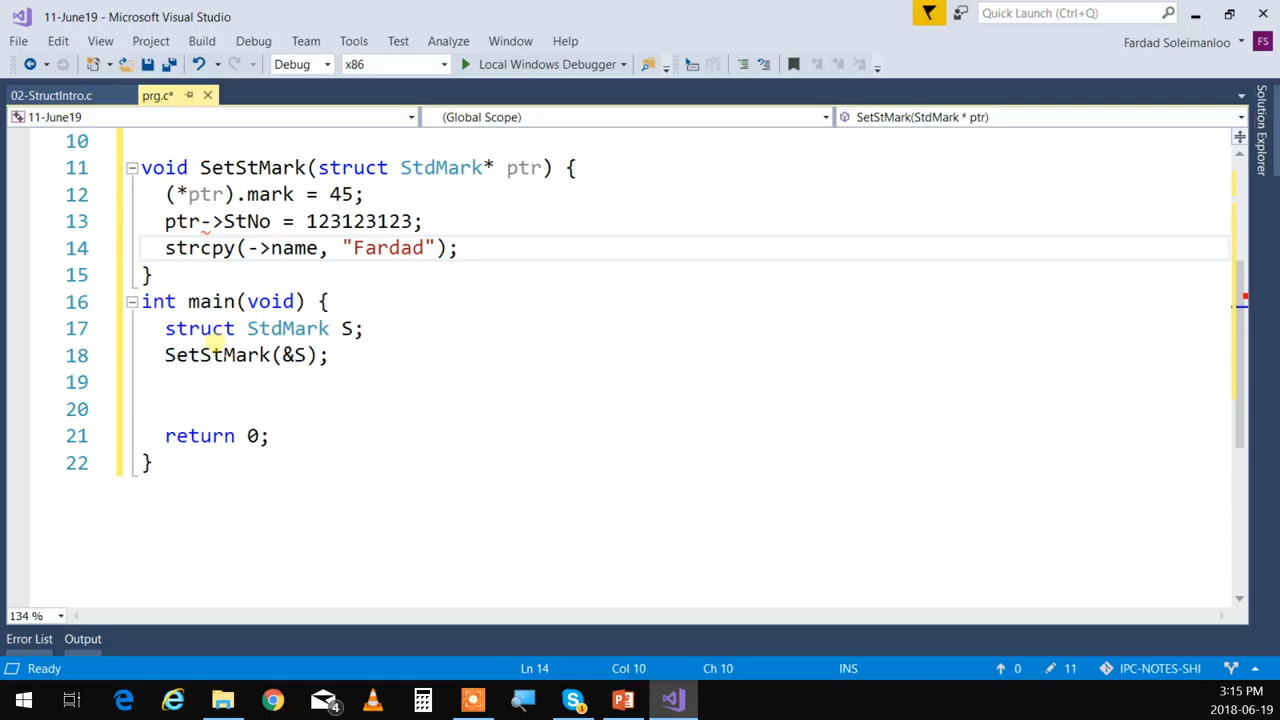 11-June19 - Microsoft Visual Studio
Quick Launch (Ctrl+Q)
File Edit View Project Build Debug Team Tools Test Analyze Window Help
Fardad Soleimanloo FS
Debug x86 Local Windows Debugger
02-StructIntro.c prg.c*
11-June19 (Global Scope) SetStMark(StdMark * ptr)
Solution Explorer
10
11 void SetStMark(struct StdMark* ptr) {
12 (*ptr).mark = 45;
13 ptr->StNo = 123123123;
14 strcpy(->name, "Fardad");
15 }
16 int main(void) {
17 struct StdMark S;
18 SetStMark(&S);
19
20
21 return 0;
22 }
134 %
Error List Output
Ready Ln 14 Col 10 Ch 10 INS 0 11 IPC-NOTES-SHI
4 1
3:15 PM
2018-06-19